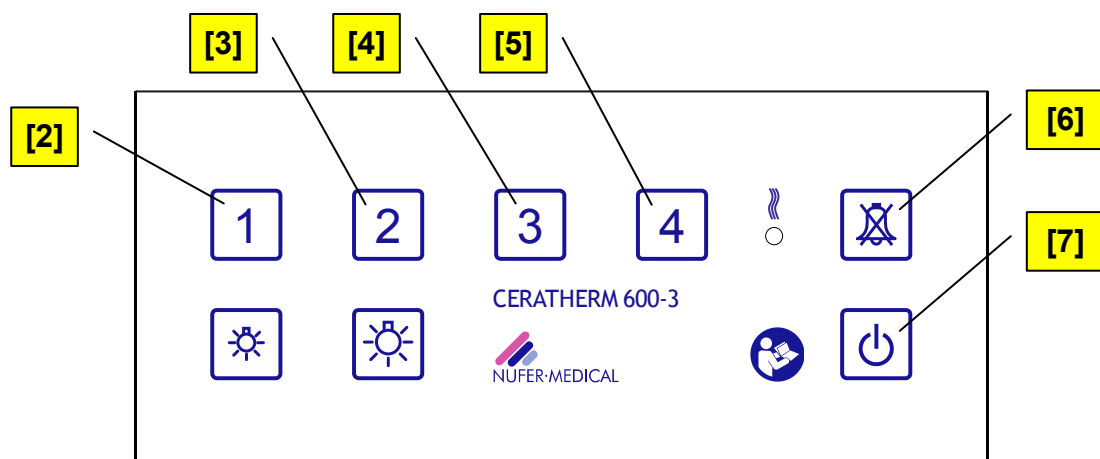 [3] [4] [5]
[2] [6]
1 2 3 4
[7]
CERATHERM 600-3
NUFER·MEDICAL